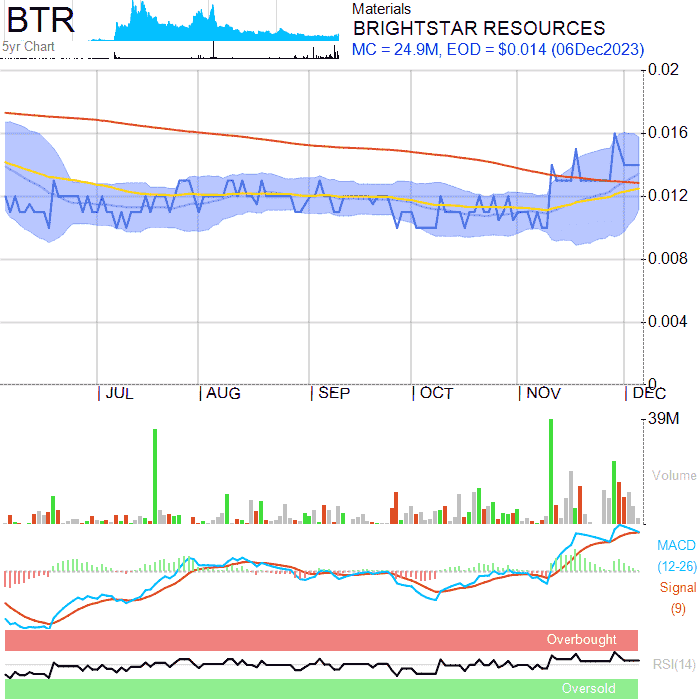 BTR
5yr Chart
Materials
BRIGHTSTAR RESOURCES
MC = 24.9M, EOD = $0.014 (06Dec2023)
0.02
0.016
0.012
0.008
0.004
0
JUL AUG SEP OCT NOV DEC
39M
Volume
MACD
(12-26)
Signal
(9)
Overbought
RSI(14)
Oversold